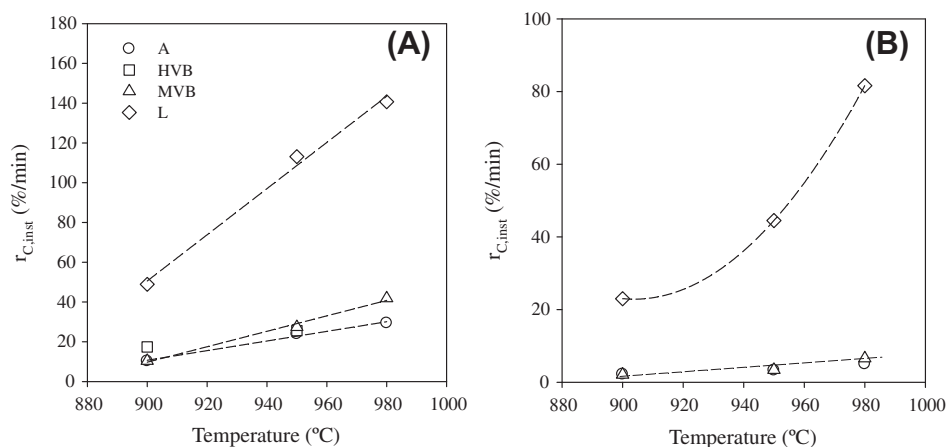 (A)
180
160
140
120
100
80
60
40
20
0
r_C,inst (%/min)
A
HVB
MVB
L
880 900 920 940 960 980 1000
Temperature (ºC)
(B)
100
80
60
40
20
0
r_C,inst (%/min)
880 900 920 940 960 980 1000
Temperature (ºC)